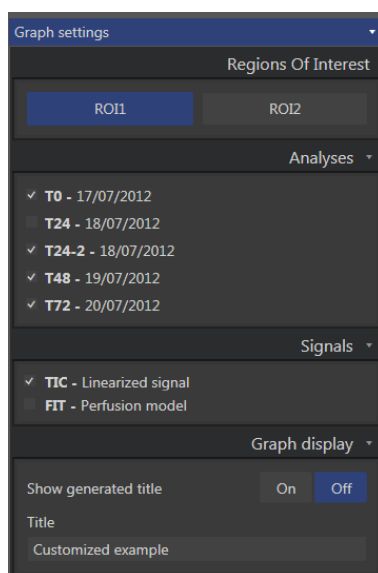 Graph settings
Regions Of Interest
ROI1 ROI2
Analyses
T0 - 17/07/2012
T24 - 18/07/2012
T24-2 - 18/07/2012
T48 - 19/07/2012
T72 - 20/07/2012
Signals
TIC - Linearized signal
FIT - Perfusion model
Graph display
Show generated title On Off
Title
Customized example